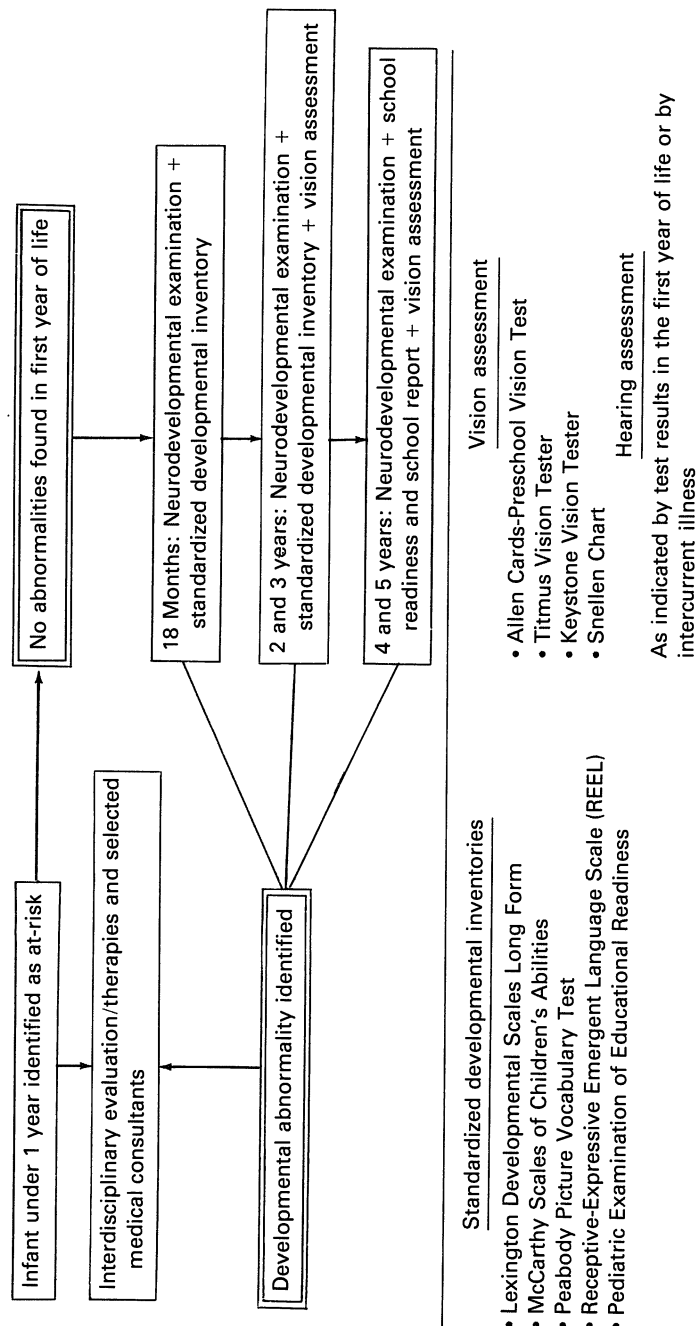 Infant under 1 year identified as at-risk
No abnormalities found in first year of life
Interdisciplinary evaluation/therapies and selected
medical consultants
18 Months: Neurodevelopmental examination +
standardized developmental inventory
Developmental abnormality identified
2 and 3 years: Neurodevelopmental examination +
standardized developmental inventory + vision assessment
4 and 5 years: Neurodevelopmental examination + school
readiness and school report + vision assessment
Standardized developmental inventories
• Lexington Developmental Scales Long Form
• McCarthy Scales of Children's Abilities
• Peabody Picture Vocabulary Test
• Receptive-Expressive Emergent Language Scale (REEL)
• Pediatric Examination of Educational Readiness
Vision assessment
• Allen Cards-Preschool Vision Test
• Titmus Vision Tester
• Keystone Vision Tester
• Snellen Chart
Hearing assessment
As indicated by test results in the first year of life or by
intercurrent illness